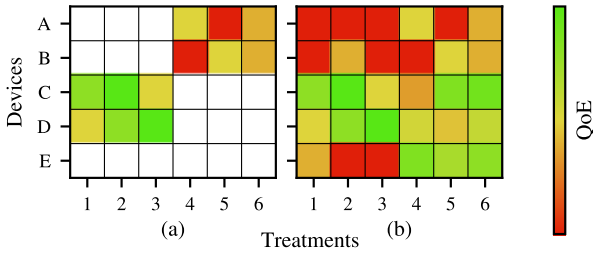 Devices
A
B
C
D
E
1 2 3 4 5 6
1 2 3 4 5 6
(a)
(b)
Treatments
QoE